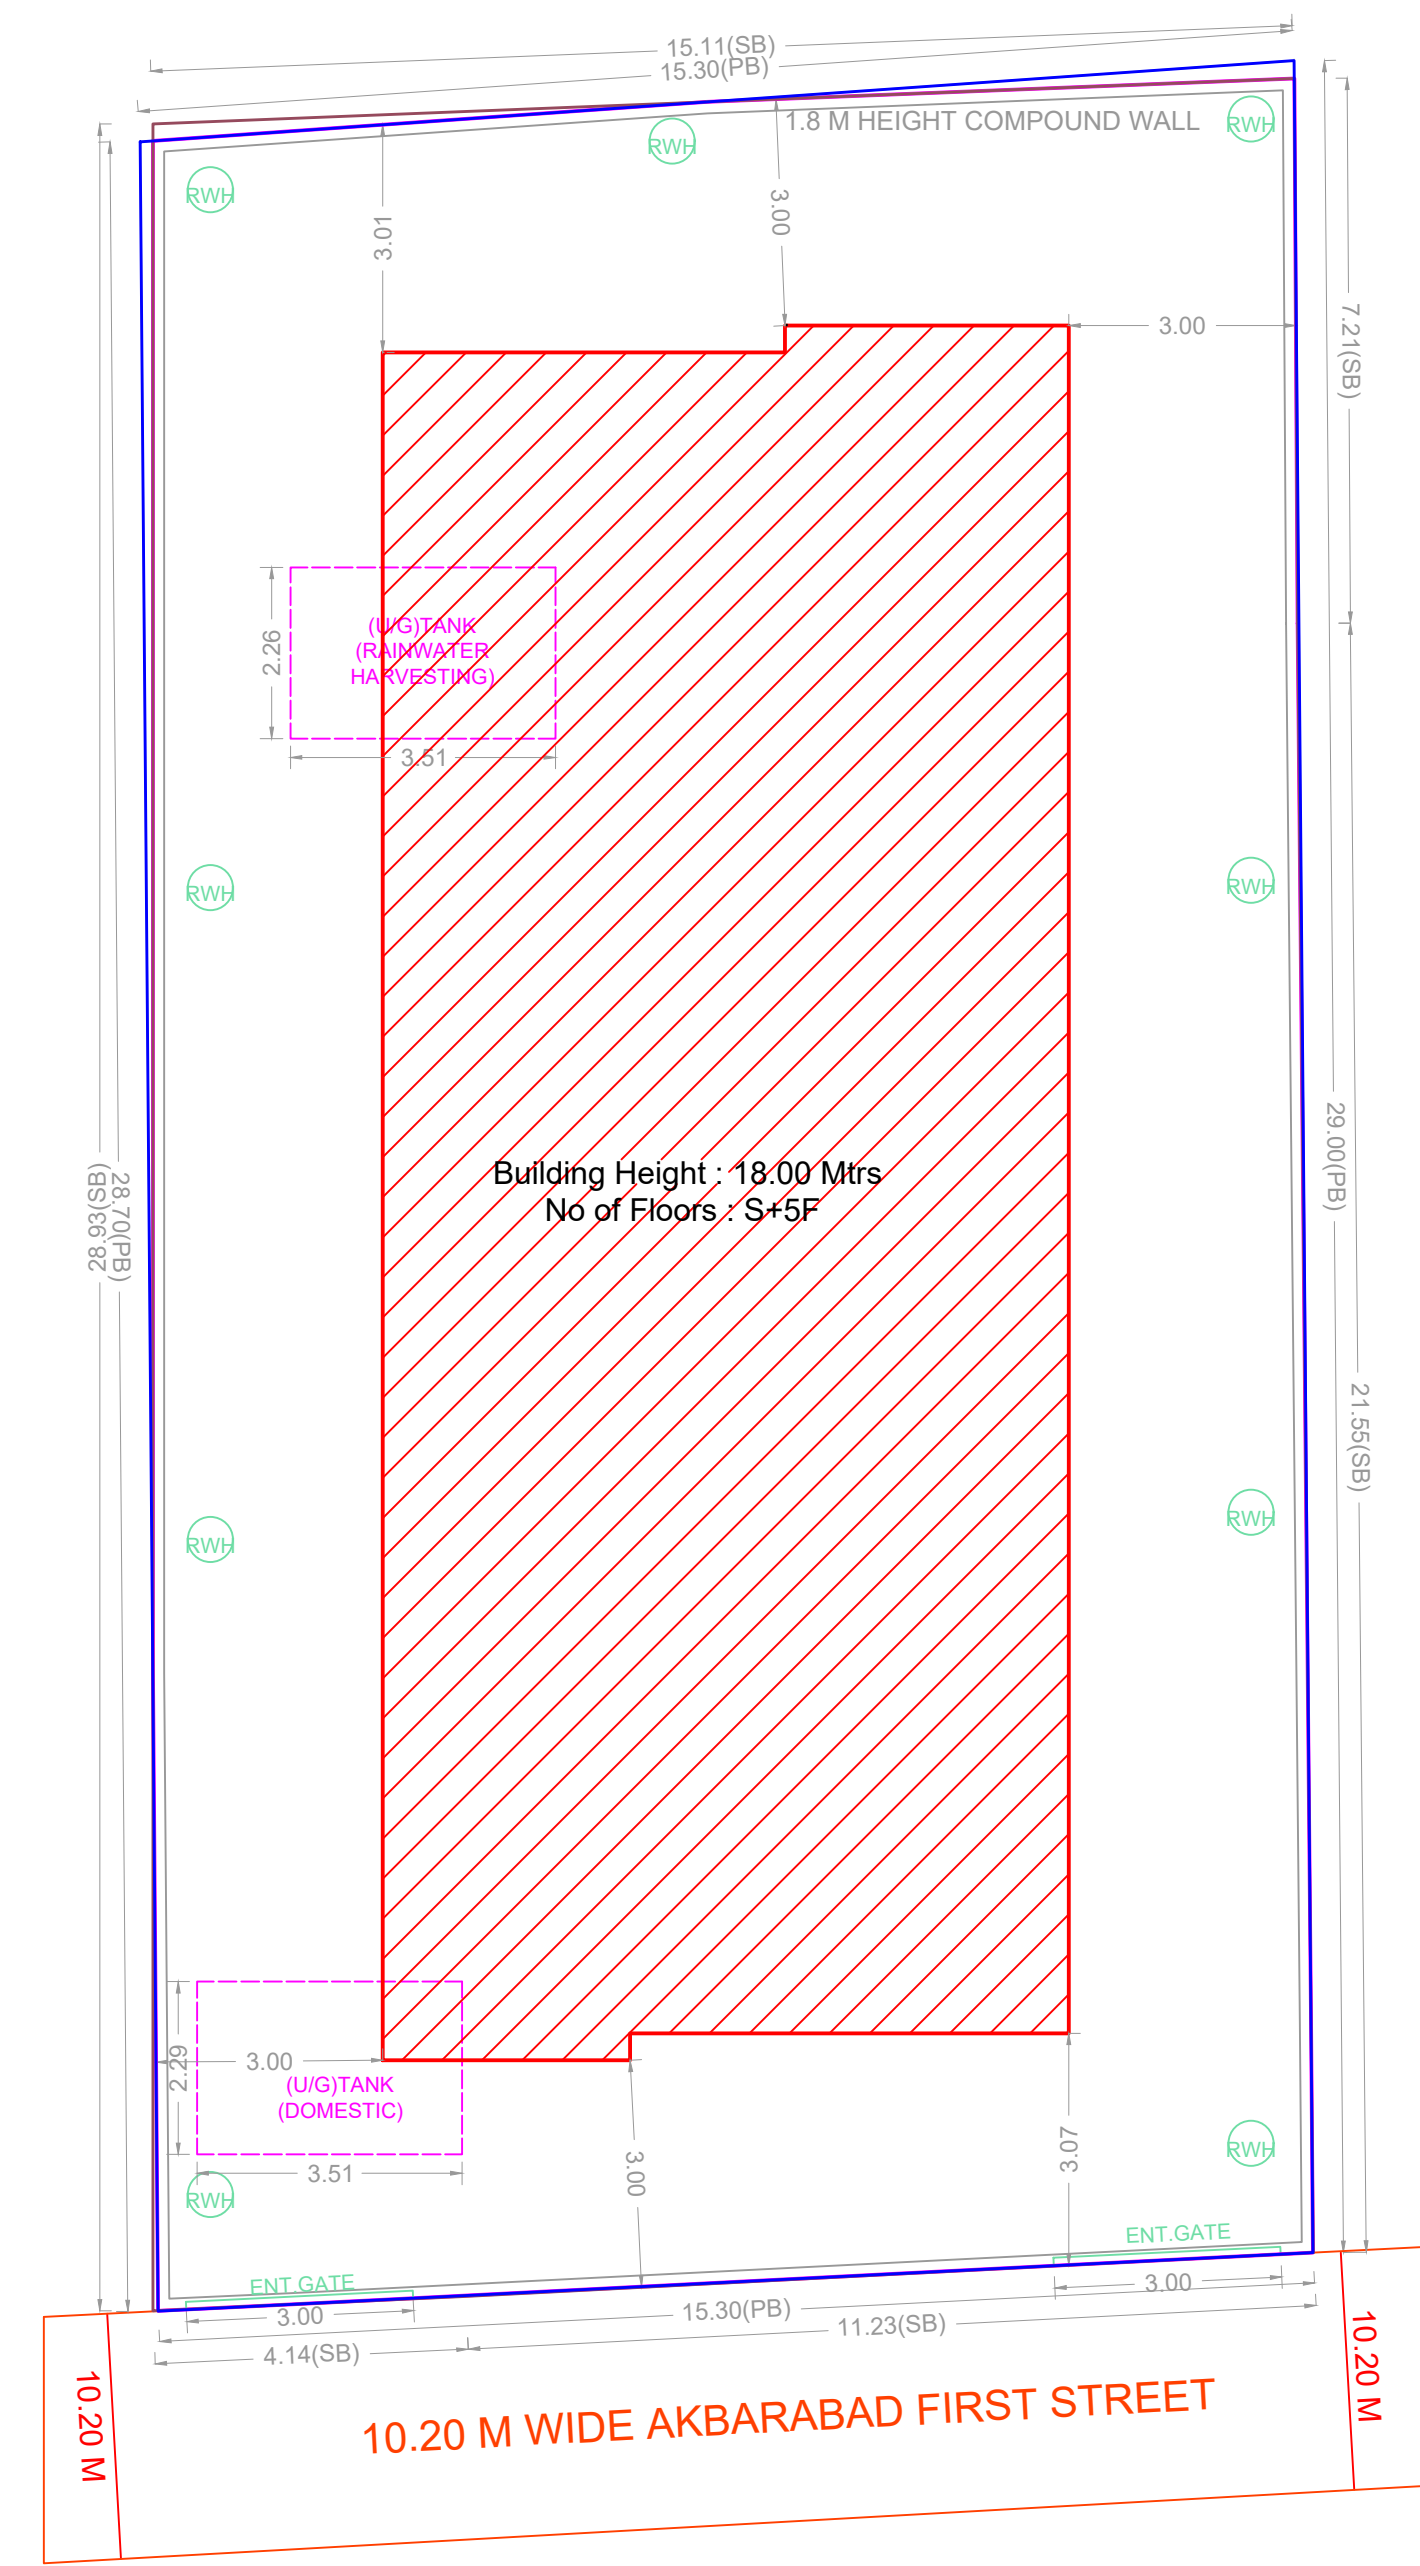 15.11(SB)
15.30(PB)
1.8 M HEIGHT COMPOUND WALL
RWH
RWH
RWH
3.01
3.00
3.00
7.21(SB)
(U/G)TANK
(RAINWATER
HARVESTING)
2.26
3.51
RWH
RWH
Building Height : 18.00 Mtrs
No of Floors : S+5F
28.93(SB)
28.70(PB)
29.00(PB)
21.55(SB)
RWH
RWH
2.29
3.00
(U/G)TANK
(DOMESTIC)
3.51
3.00
3.07
RWH
RWH
ENT.GATE
ENT.GATE
3.00
3.00
15.30(PB)
11.23(SB)
4.14(SB)
10.20 M
10.20 M
10.20 M WIDE AKBARABAD FIRST STREET